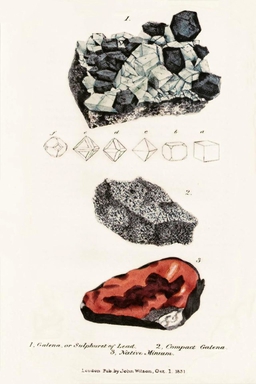 1.
f e d c b a
2.
3
1, Galena, or Sulphuret of Lead. 2, Compact Galena.
3, Native Minium.
London Pub by John Wilson, Oct. 1, 1831